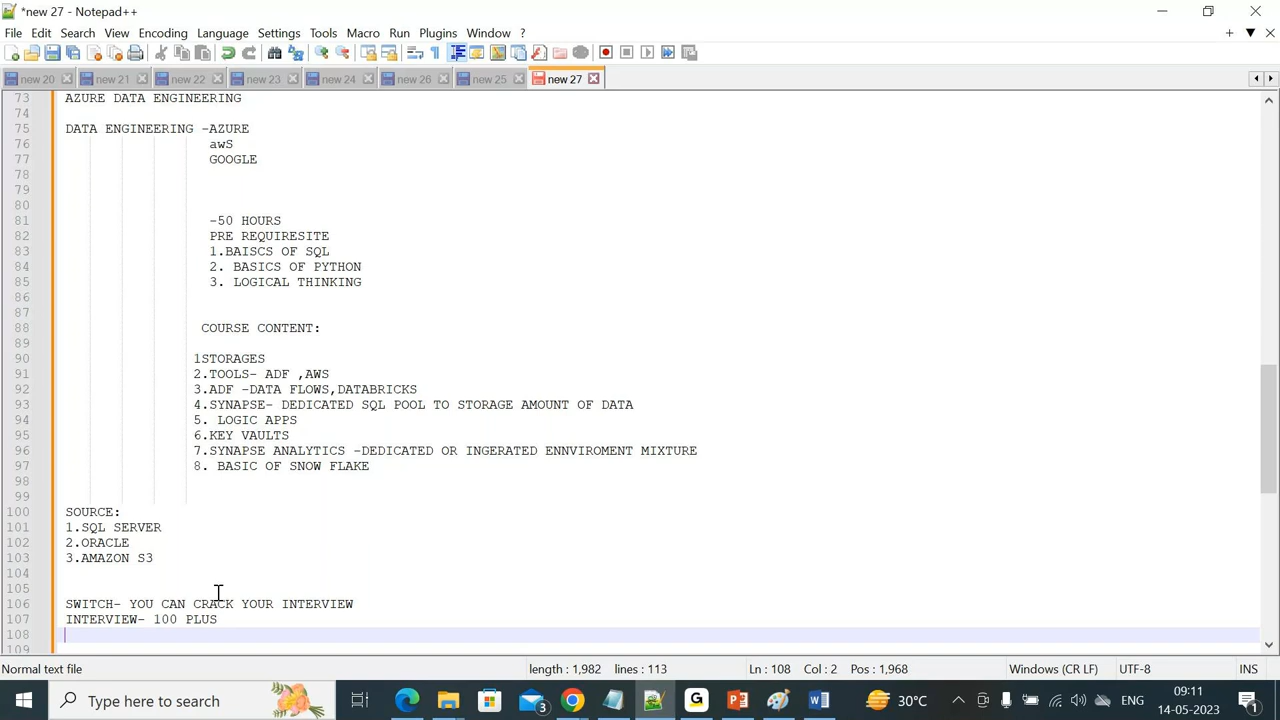 *new 27 - Notepad++
File Edit Search View Encoding Language Settings Tools Macro Run Plugins Window ?
new 20 new 21 new 22 new 23 new 24 new 26 new 25 new 27
73 AZURE DATA ENGINEERING
74
75 DATA ENGINEERING -AZURE
76 awS
77 GOOGLE
78
79
80
81 -50 HOURS
82 PRE REQUIRESITE
83 1.BAISCS OF SQL
84 2. BASICS OF PYTHON
85 3. LOGICAL THINKING
86
87
88 COURSE CONTENT:
89
90 1STORAGES
91 2.TOOLS- ADF ,AWS
92 3.ADF -DATA FLOWS,DATABRICKS
93 4.SYNAPSE- DEDICATED SQL POOL TO STORAGE AMOUNT OF DATA
94 5. LOGIC APPS
95 6.KEY VAULTS
96 7.SYNAPSE ANALYTICS -DEDICATED OR INGERATED ENNVIROMENT MIXTURE
97 8. BASIC OF SNOW FLAKE
98
99
100 SOURCE:
101 1.SQL SERVER
102 2.ORACLE
103 3.AMAZON S3
104
105
106 SWITCH- YOU CAN CRACK YOUR INTERVIEW
107 INTERVIEW- 100 PLUS
108
109
Normal text file length : 1,982 lines : 113 Ln : 108 Col : 2 Pos : 1,968 Windows (CR LF) UTF-8 INS
Type here to search 3 30°C ENG 09:11 1
14-05-2023